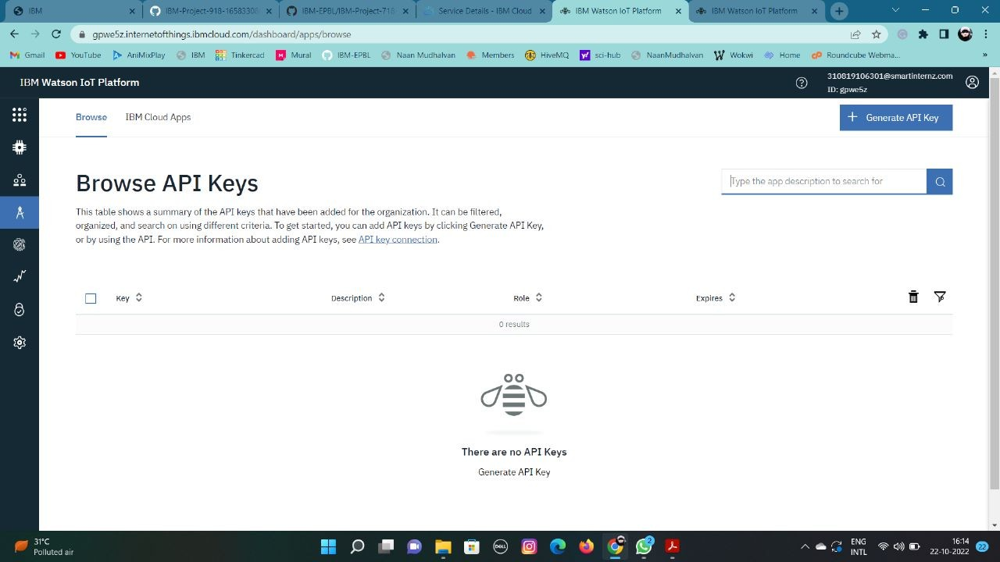 IBM
IBM-Project-918-16583308
IBM-EPBL/IBM-Project-718
Service Details - IBM Cloud
IBM Watson IoT Platform
IBM Watson IoT Platform
gpwe5z.internetofthings.ibmcloud.com/dashboard/apps/browse
Gmail YouTube AniMixPlay IBM Tinkercad Mural IBM-EPBL Naan Mudhalvan Members HiveMQ sci-hub NaanMudhalvan Wokwi Home Roundcube Webma... »
IBM Watson IoT Platform
310819106301@smartinternz.com
ID: gpwe5z
Browse IBM Cloud Apps
Generate API Key
Browse API Keys
Type the app description to search for
This table shows a summary of the API keys that have been added for the organization. It can be filtered,
organized, and search on using different criteria. To get started, you can add API keys by clicking Generate API Key,
or by using the API. For more information about adding API keys, see API key connection.
Key Description Role Expires
0 results
There are no API Keys
Generate API Key
31°C
Polluted air
DELL
2
ENG
INTL
16:14
22-10-2022
22